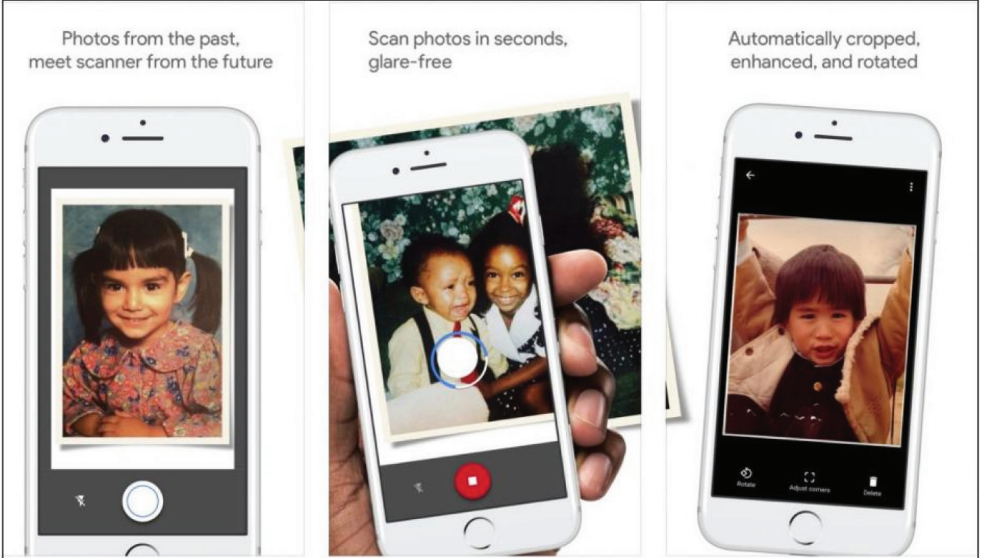 Photos from the past,
meet scanner from the future
Scan photos in seconds,
glare-free
Automatically cropped,
enhanced, and rotated
Rotate
Adjust corners
Delete